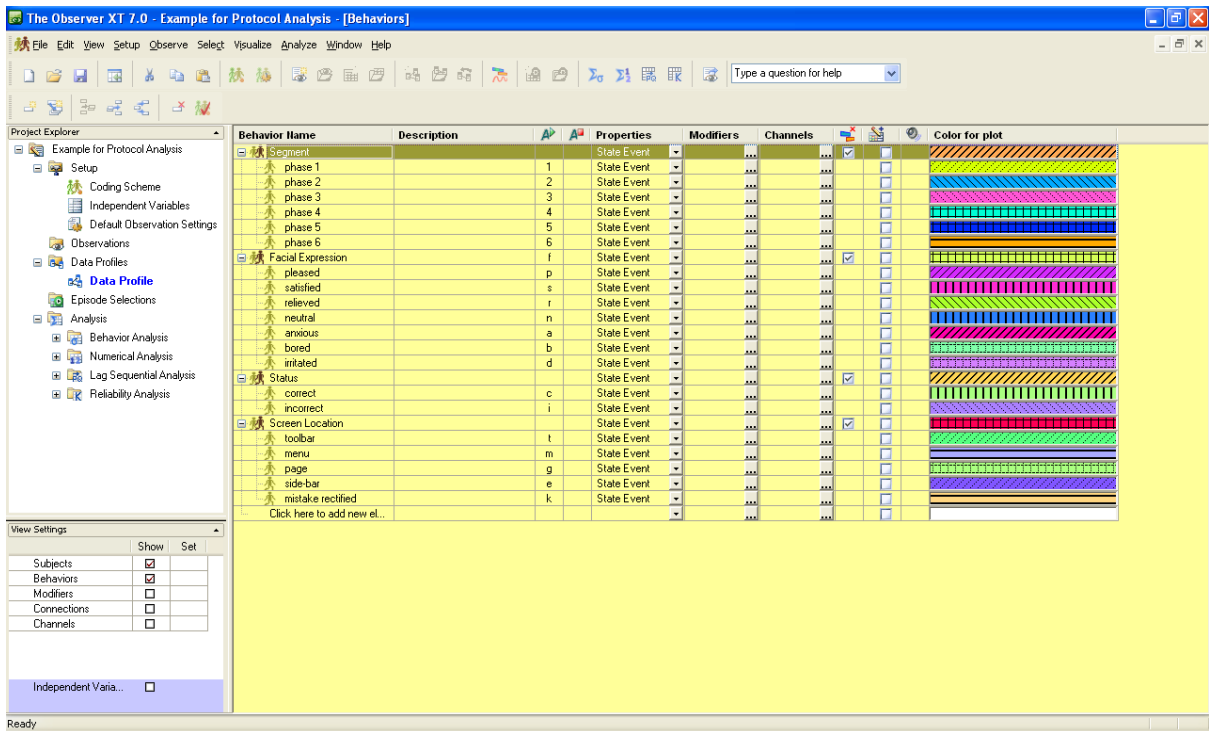 The Observer XT 7.0 - Example for Protocol Analysis - [Behaviors]
File Edit View Setup Observe Select Visualize Analyze Window Help
Type a question for help
Project Explorer
Example for Protocol Analysis
Setup
Coding Scheme
Independent Variables
Default Observation Settings
Observations
Data Profiles
Data Profile
Episode Selections
Analysis
Behavior Analysis
Numerical Analysis
Lag Sequential Analysis
Reliability Analysis
View Settings
Show Set
Subjects
Behaviors
Modifiers
Connections
Channels
Independent Varia...
Behavior Name Description Properties Modifiers Channels Color for plot
Segment State Event
phase 1 1 State Event
phase 2 2 State Event
phase 3 3 State Event
phase 4 4 State Event
phase 5 5 State Event
phase 6 6 State Event
Facial Expression f State Event
pleased p State Event
satisfied s State Event
relieved r State Event
neutral n State Event
anxious a State Event
bored b State Event
irritated d State Event
Status State Event
correct c State Event
incorrect i State Event
Screen Location State Event
toolbar t State Event
menu m State Event
page g State Event
side-bar e State Event
mistake rectified k State Event
Click here to add new el...
Ready